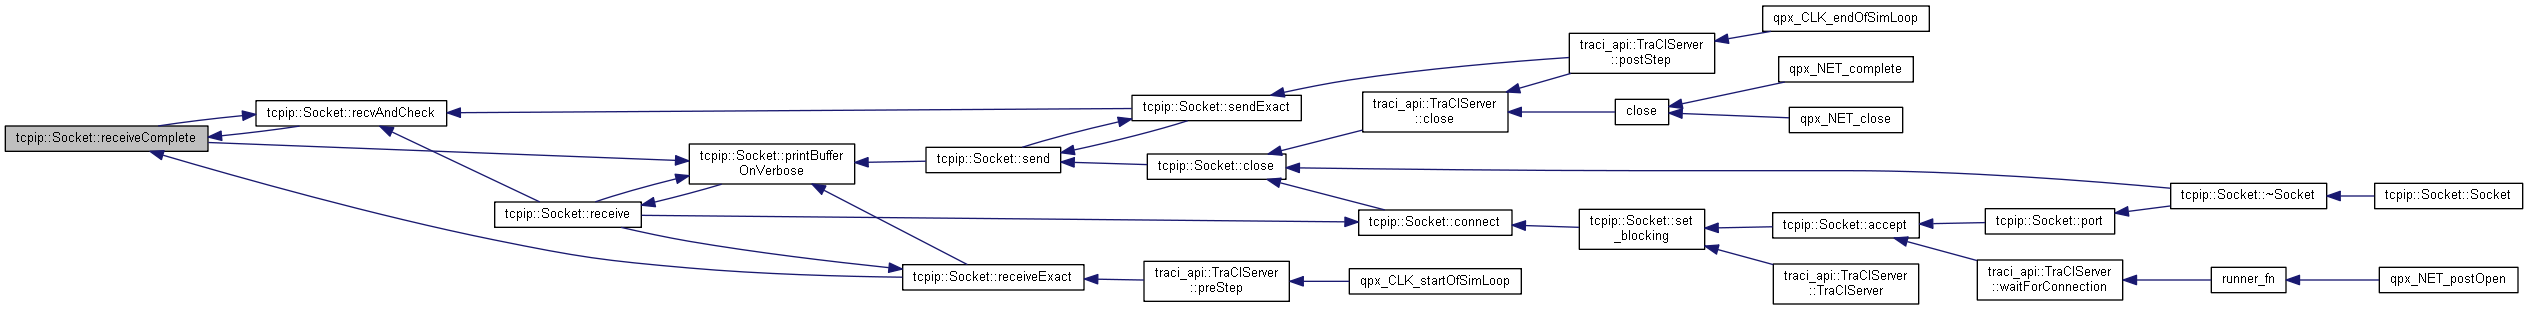 qpx_CLK_endOfSimLoop
traci_api::TraCIServer
::postStep
qpx_NET_complete
tcpip::Socket::recvAndCheck
tcpip::Socket::sendExact
traci_api::TraCIServer
::close
close
qpx_NET_close
tcpip::Socket::receiveComplete
tcpip::Socket::printBuffer
OnVerbose
tcpip::Socket::send
tcpip::Socket::close
tcpip::Socket::~Socket
tcpip::Socket::Socket
tcpip::Socket::receive
tcpip::Socket::connect
tcpip::Socket::set
_blocking
tcpip::Socket::accept
tcpip::Socket::port
tcpip::Socket::receiveExact
traci_api::TraCIServer
::preStep
qpx_CLK_startOfSimLoop
traci_api::TraCIServer
::TraCIServer
traci_api::TraCIServer
::waitForConnection
runner_fn
qpx_NET_postOpen